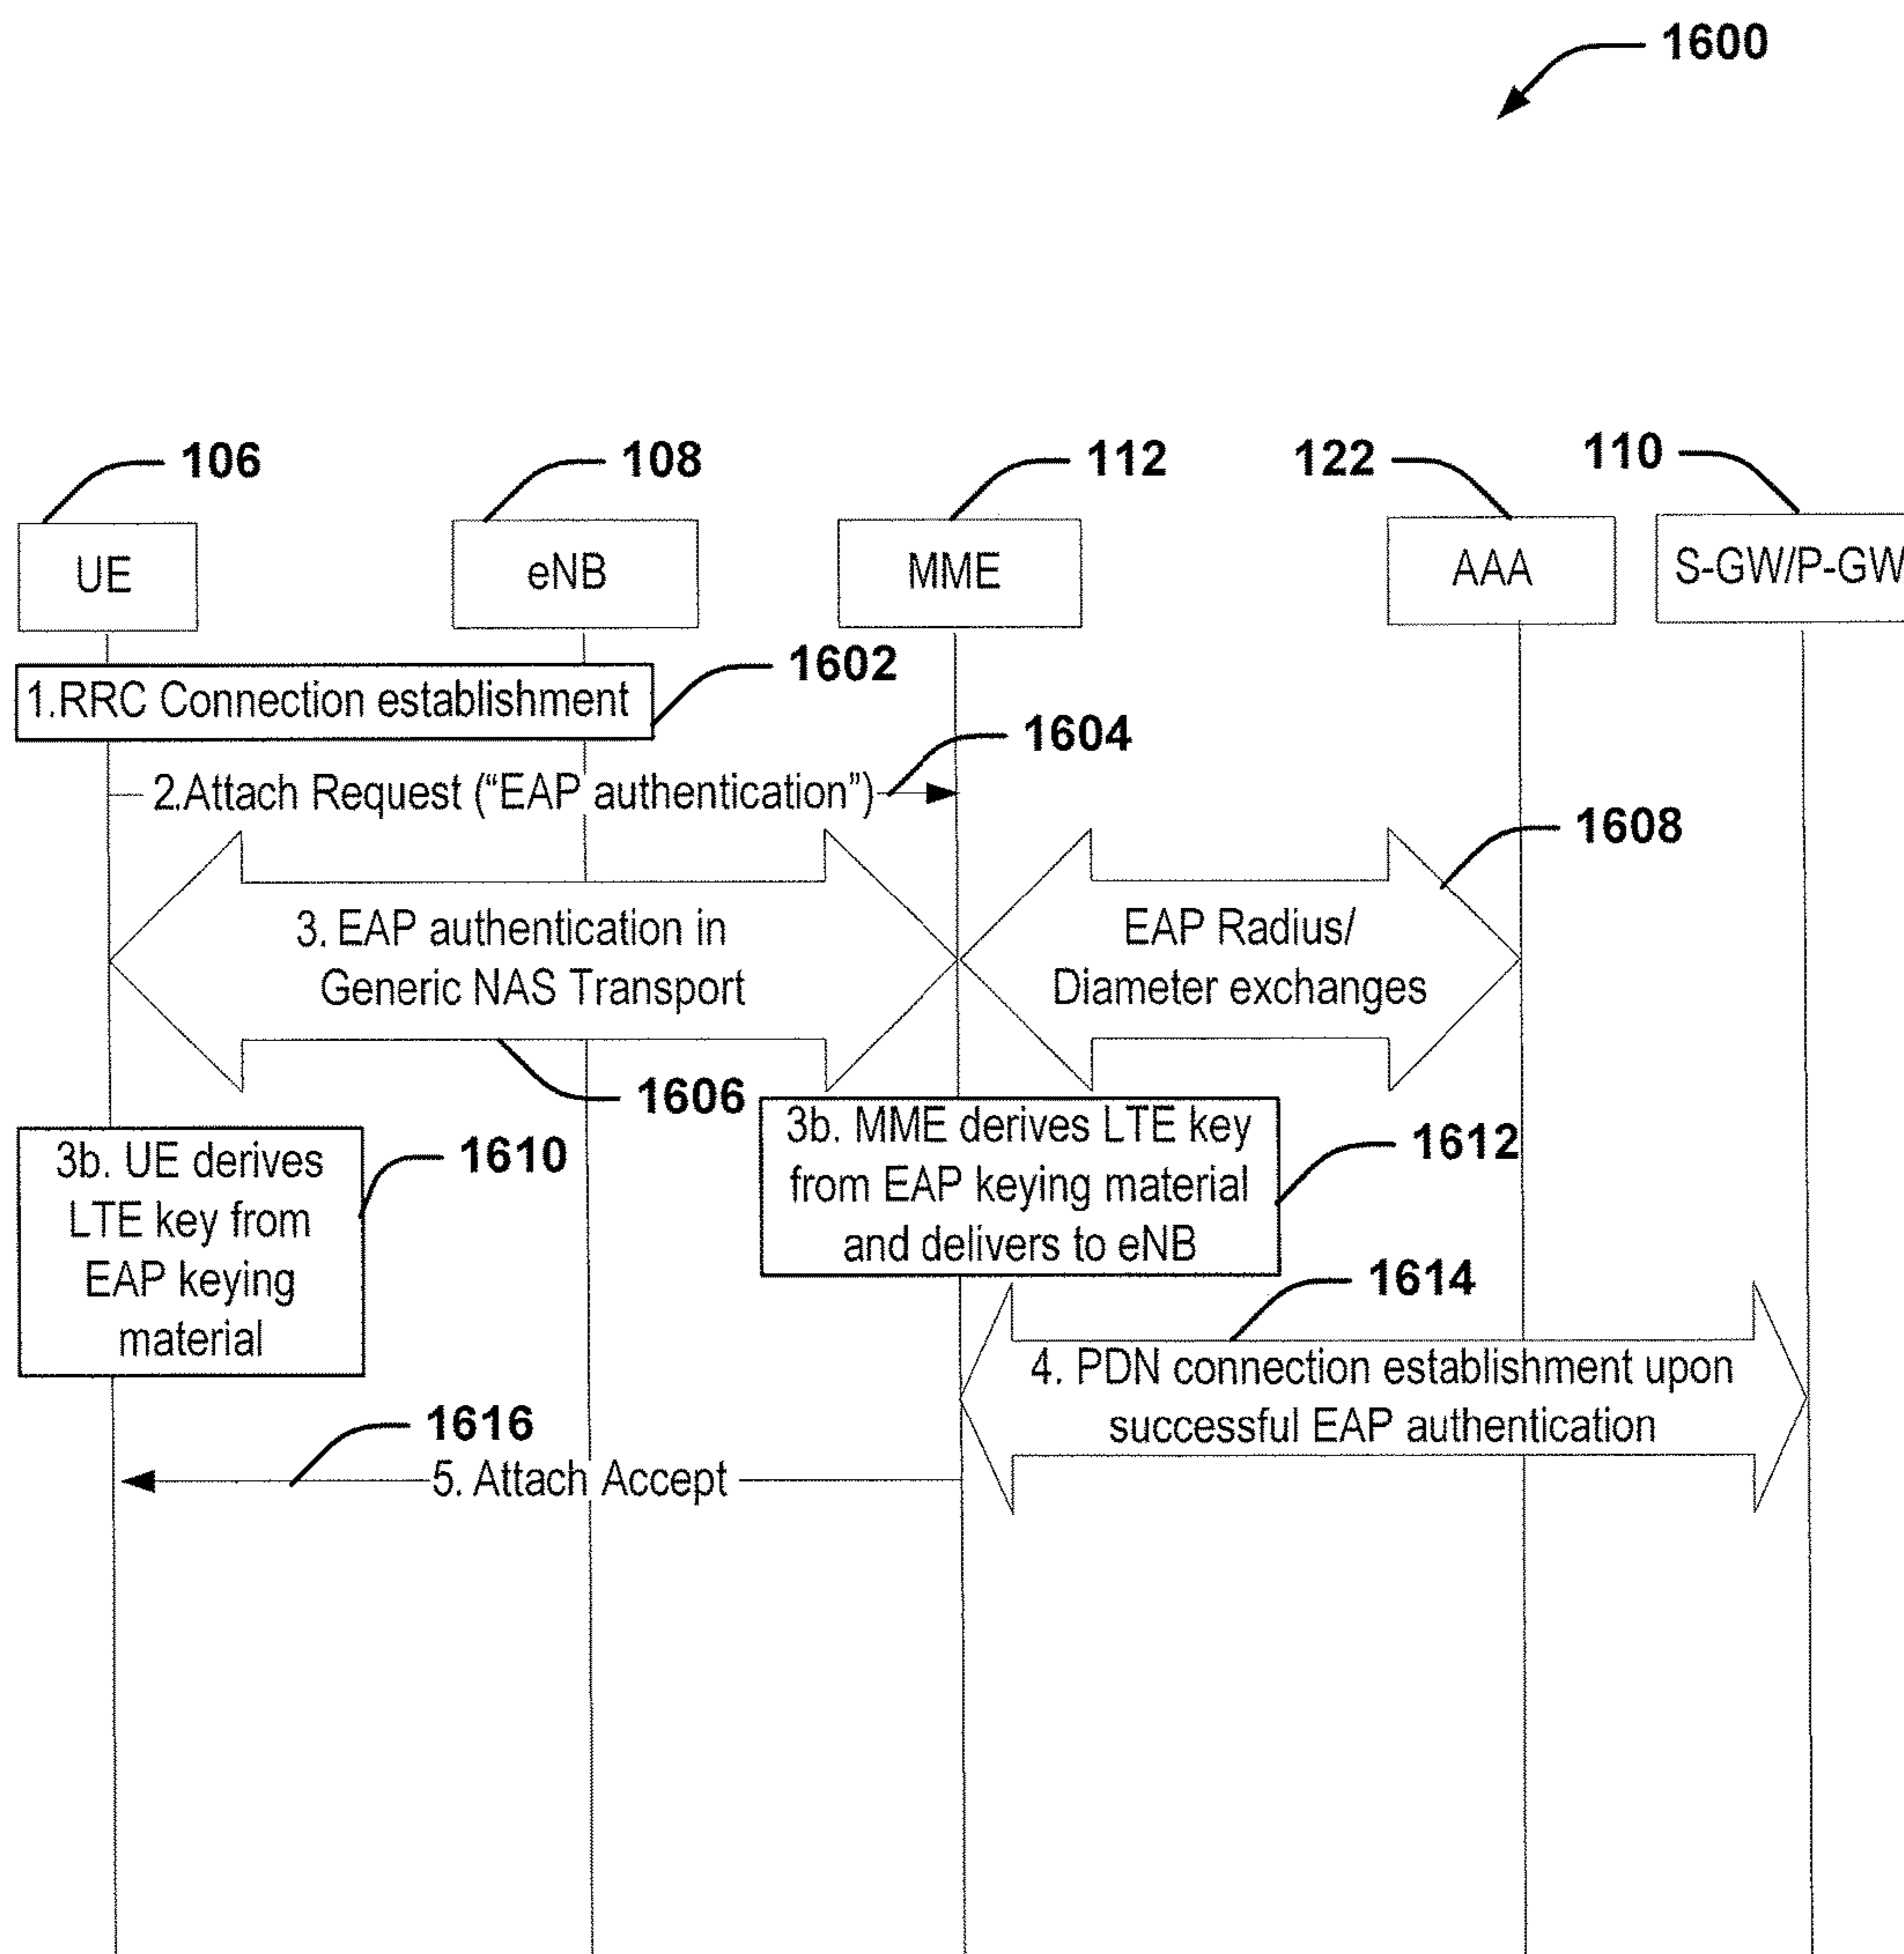 1600
106
108
112
122
110
UE
eNB
MME
AAA
S-GW/P-GW
1.RRC Connection establishment
1602
1604
2.Attach Request (“EAP authentication”)
1608
3. EAP authentication in
Generic NAS Transport
EAP Radius/
Diameter exchanges
1606
3b. UE derives
LTE key from
EAP keying
material
1610
3b. MME derives LTE key
from EAP keying material
and delivers to eNB
1612
1614
4. PDN connection establishment upon
successful EAP authentication
1616
5. Attach Accept